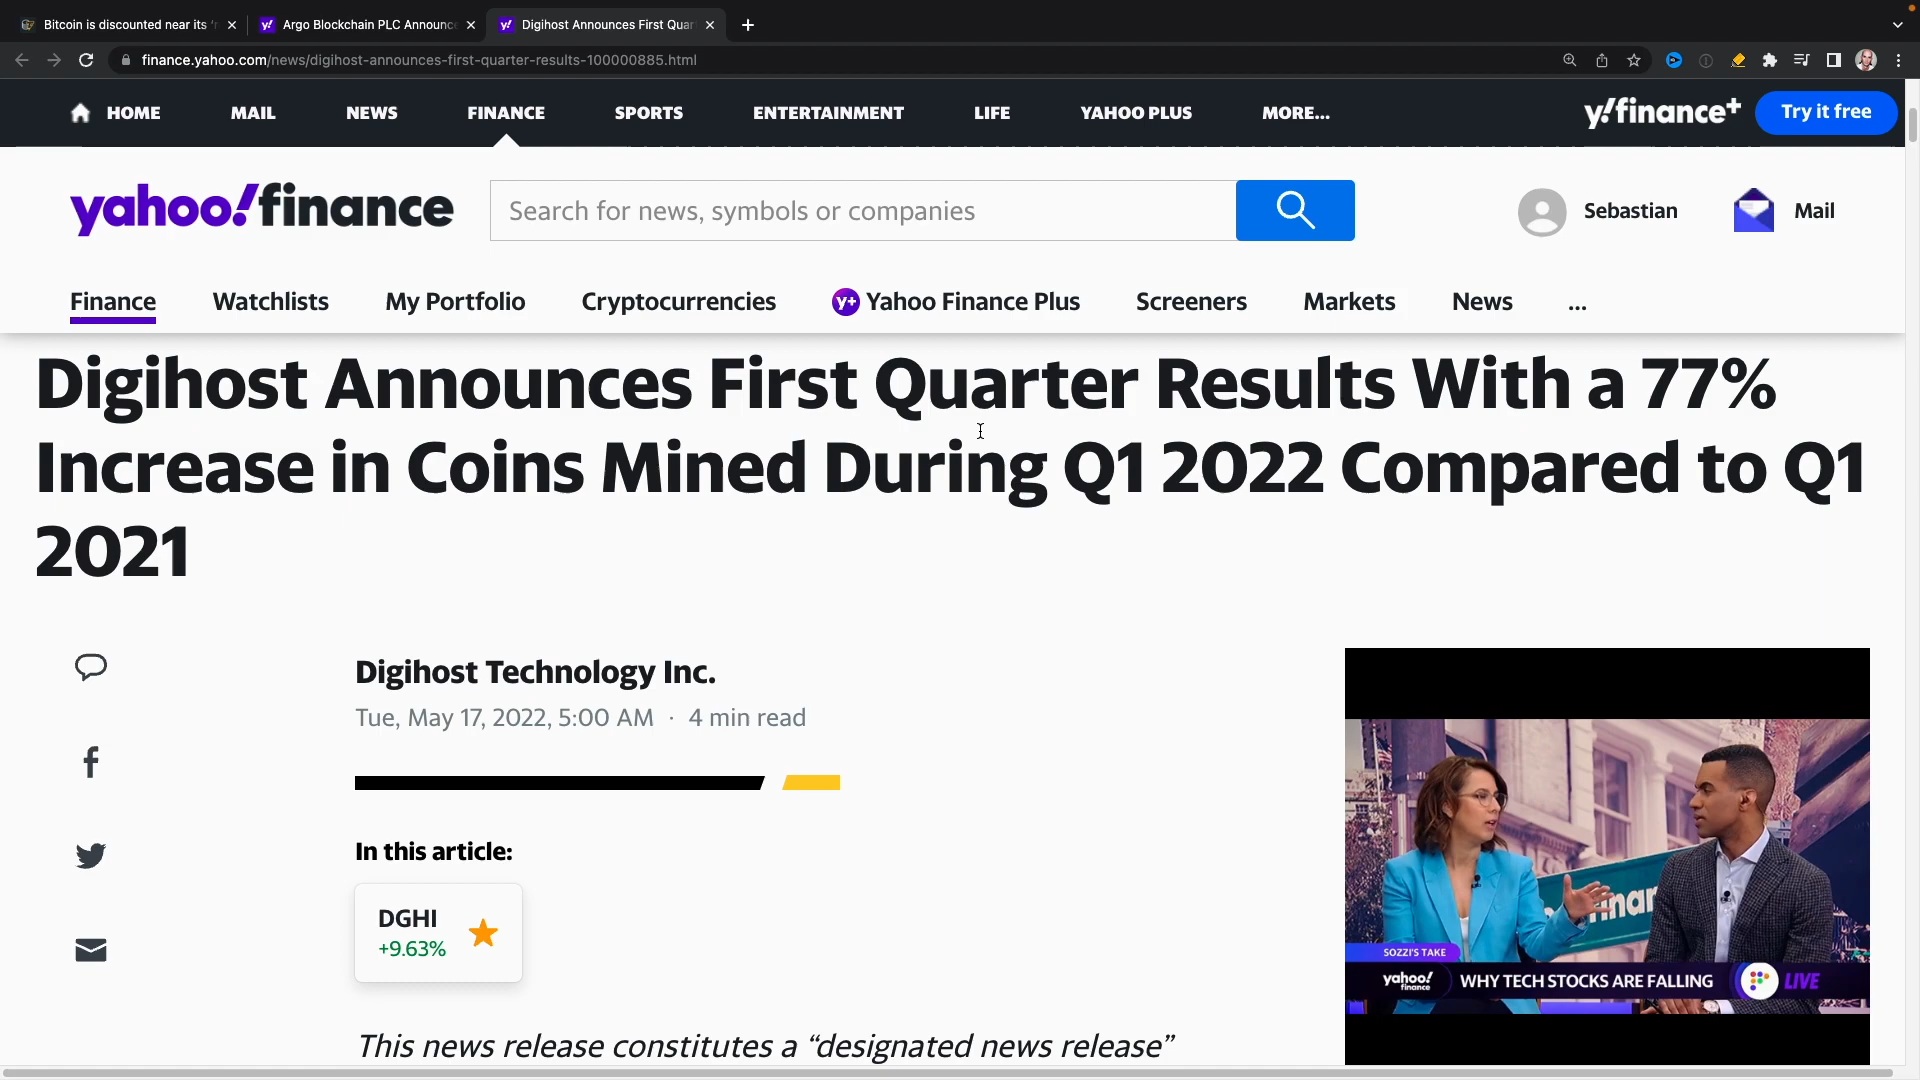 Bitcoin is discounted near its
Argo Blockchain PLC Announce
Digihost Announces First Quar
finance.yahoo.com/news/digihost-announces-first-quarter-results-100000885.html
HOME MAIL NEWS FINANCE SPORTS ENTERTAINMENT LIFE YAHOO PLUS MORE...
y!finance+ Try it free
yahoo!finance
Search for news, symbols or companies
Sebastian Mail
Finance Watchlists My Portfolio Cryptocurrencies Y+ Yahoo Finance Plus Screeners Markets News ...
Digihost Announces First Quarter Results With a 77%
Increase in Coins Mined During Q1 2022 Compared to Q1
2021
Digihost Technology Inc.
Tue, May 17, 2022, 5:00 AM · 4 min read
In this article:
DGHI
+9.63%
This news release constitutes a “designated news release”
SOZZI'S TAKE
yahoo!
finance
WHY TECH STOCKS ARE FALLING
LIVE